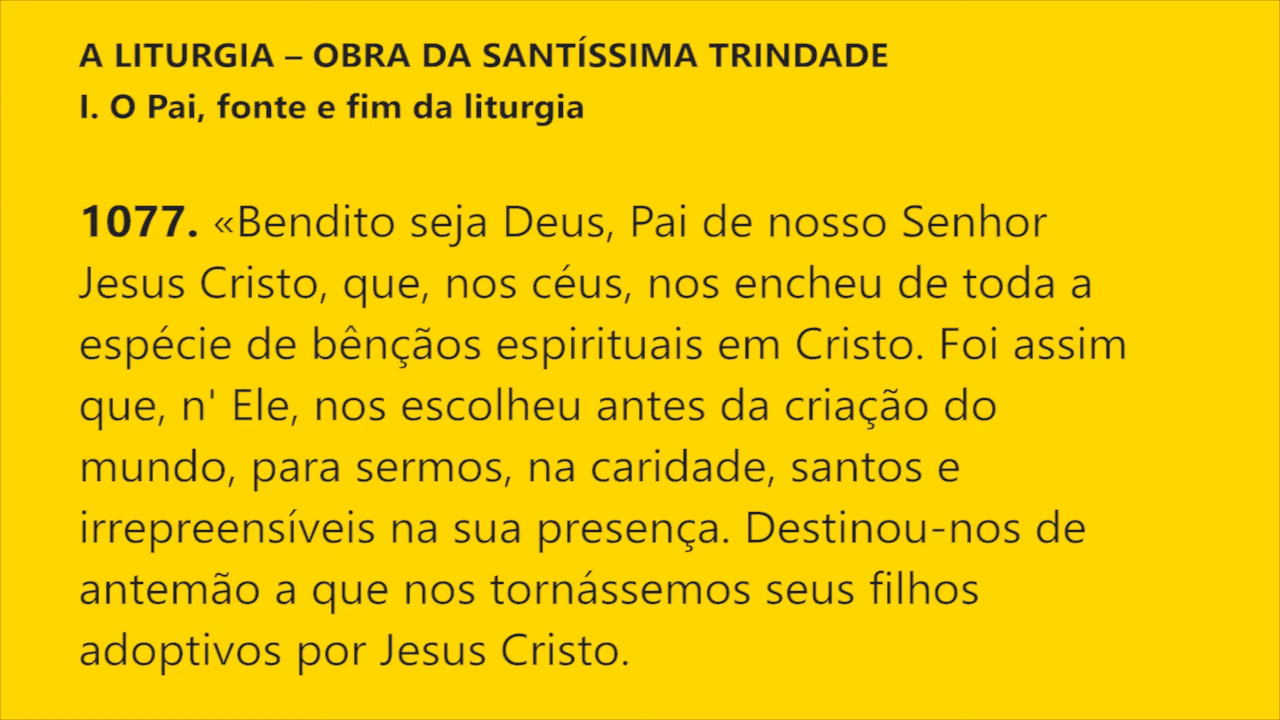 A LITURGIA – OBRA DA SANTÍSSIMA TRINDADE
I. O Pai, fonte e fim da liturgia
1077. «Bendito seja Deus, Pai de nosso Senhor
Jesus Cristo, que, nos céus, nos encheu de toda a
espécie de bênçãos espirituais em Cristo. Foi assim
que, n' Ele, nos escolheu antes da criação do
mundo, para sermos, na caridade, santos e
irrepreensíveis na sua presença. Destinou-nos de
antemão a que nos tornássemos seus filhos
adoptivos por Jesus Cristo.